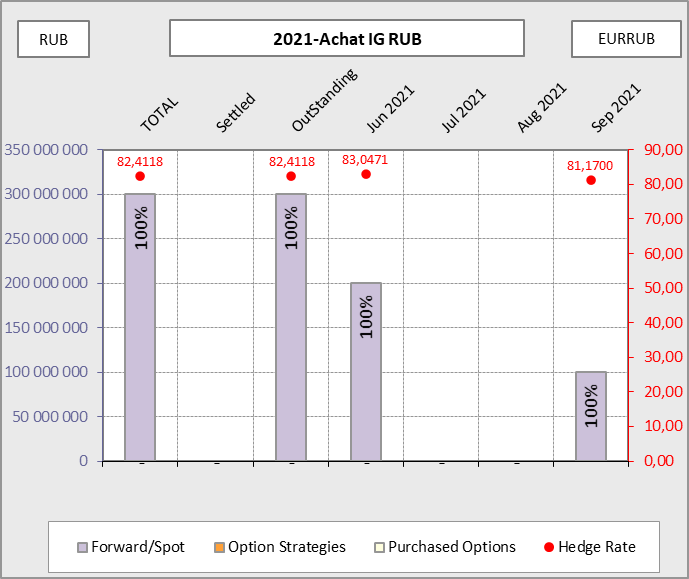 RUB
2021-Achat IG RUB
EURRUB
TOTAL
Settled
OutStanding
Jun 2021
Jul 2021
Aug 2021
Sep 2021
350 000 000
300 000 000
250 000 000
200 000 000
150 000 000
100 000 000
50 000 000
0
82,4118
82,4118
83,0471
81,1700
100%
100%
100%
100%
90,00
80,00
70,00
60,00
50,00
40,00
30,00
20,00
10,00
0,00
Forward/Spot
Option Strategies
Purchased Options
Hedge Rate